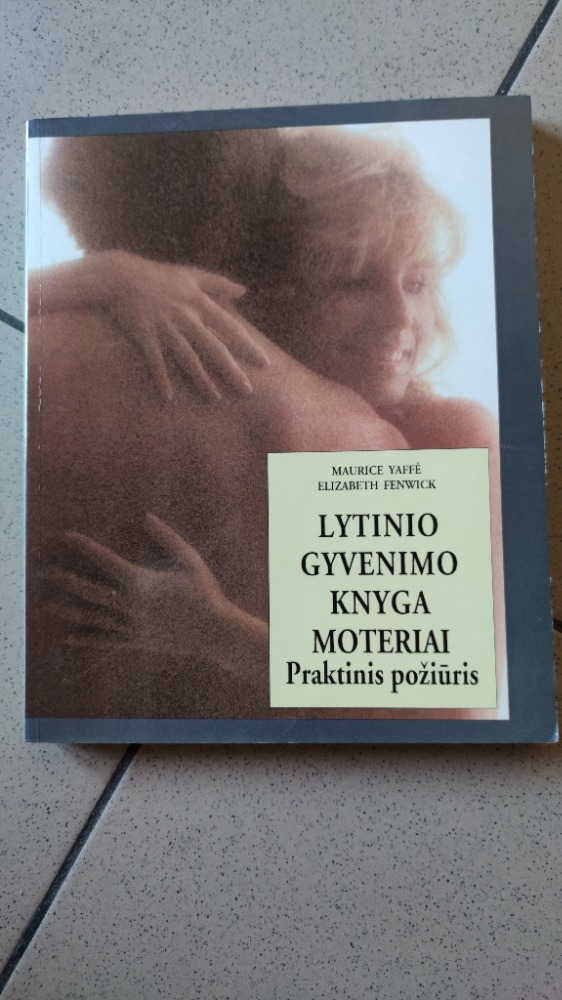 MAURICE YAFFÉ
ELIZABETH FENWICK
LYTINIO
GYVENIMO
KNYGA
MOTERIAI
Praktinis požiūris